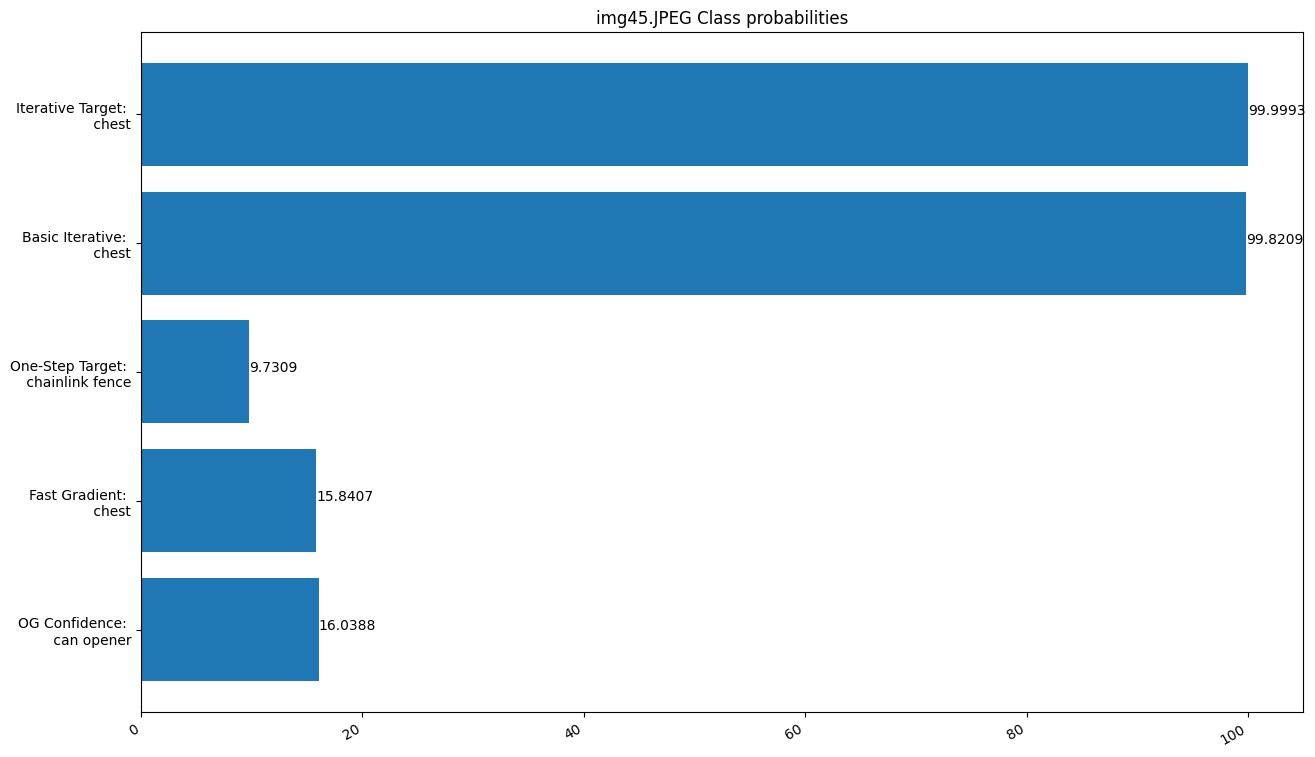 img45.JPEG Class probabilities
Iterative Target:
chest
99.9993
Basic Iterative:
chest
99.8209
One-Step Target:
chainlink fence
9.7309
Fast Gradient:
chest
15.8407
OG Confidence:
can opener
16.0388
0
20
40
60
80
100